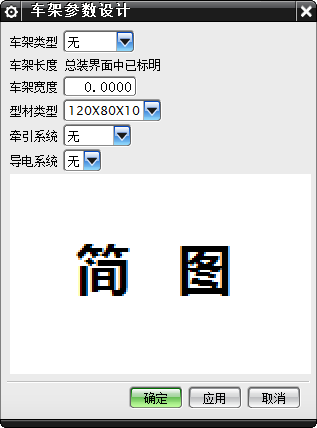 车架参数设计
车架类型 无
车架长度 总装界面中已标明
车架宽度 0.0000
型材类型 120X80X10
牵引系统 无
导电系统 无
简 图
确定 应用 取消